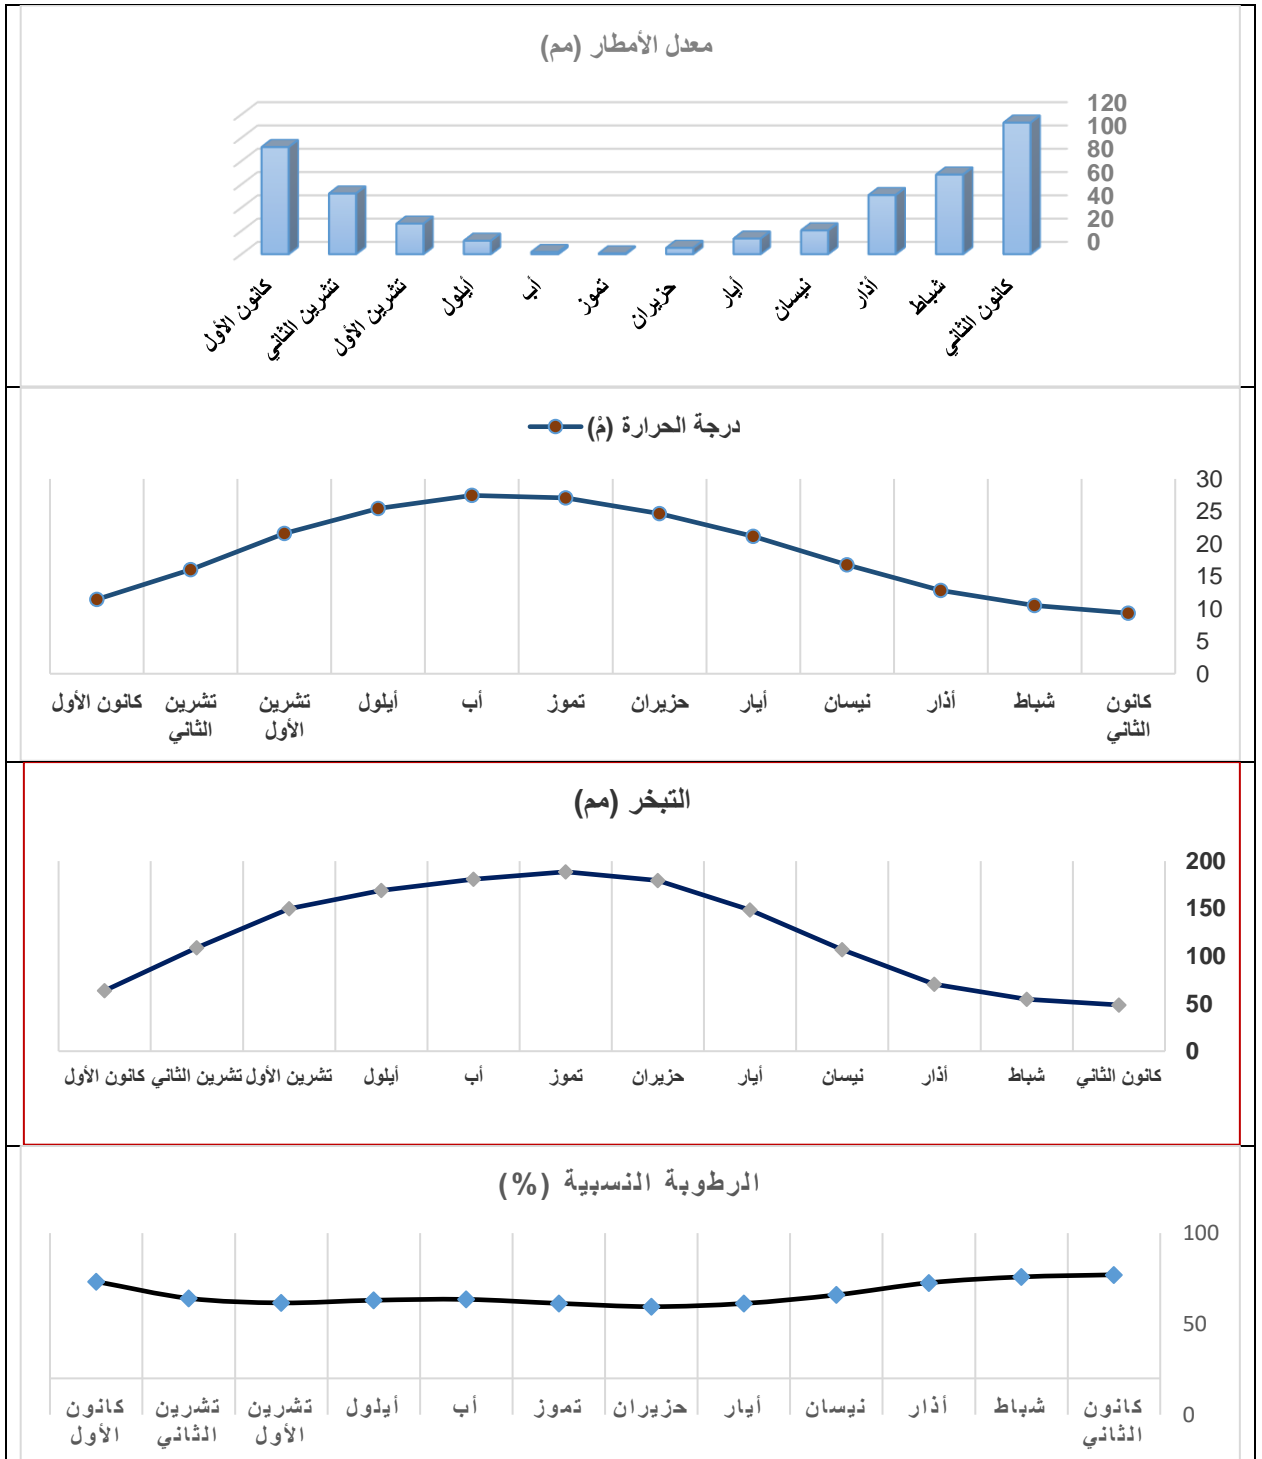 معدل الأمطار (مم)
120
100
80
60
40
20
0
كانون الثاني
شباط
أذار
نيسان
أيار
حزيران
تموز
أب
أيلول
تشرين الأول
تشرين الثاني
كانون الأول
درجة الحرارة (مْ)
30
25
20
15
10
5
0
كانون
الثاني
شباط
أذار
نيسان
أيار
حزيران
تموز
أب
أيلول
تشرين
الأول
تشرين
الثاني
كانون الأول
التبخر (مم)
200
150
100
50
0
كانون الثاني
شباط
أذار
نيسان
أيار
حزيران
تموز
أب
أيلول
تشرين الأول
تشرين الثاني
كانون الأول
الرطوبة النسبية (%)
100
50
0
كانون
الثاني
شباط
أذار
نيسان
أيار
حزيران
تموز
أب
أيلول
تشرين
الأول
تشرين
الثاني
كانون
الأول